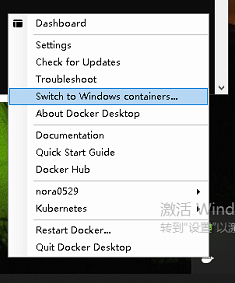 Dashboard
Settings
Check for Updates
Troubleshoot
Switch to Windows containers...
About Docker Desktop
Documentation
Quick Start Guide
Docker Hub
nora0529
Kubernetes
Restart Docker...
Quit Docker Desktop
激活 Wind
转到"设置"以